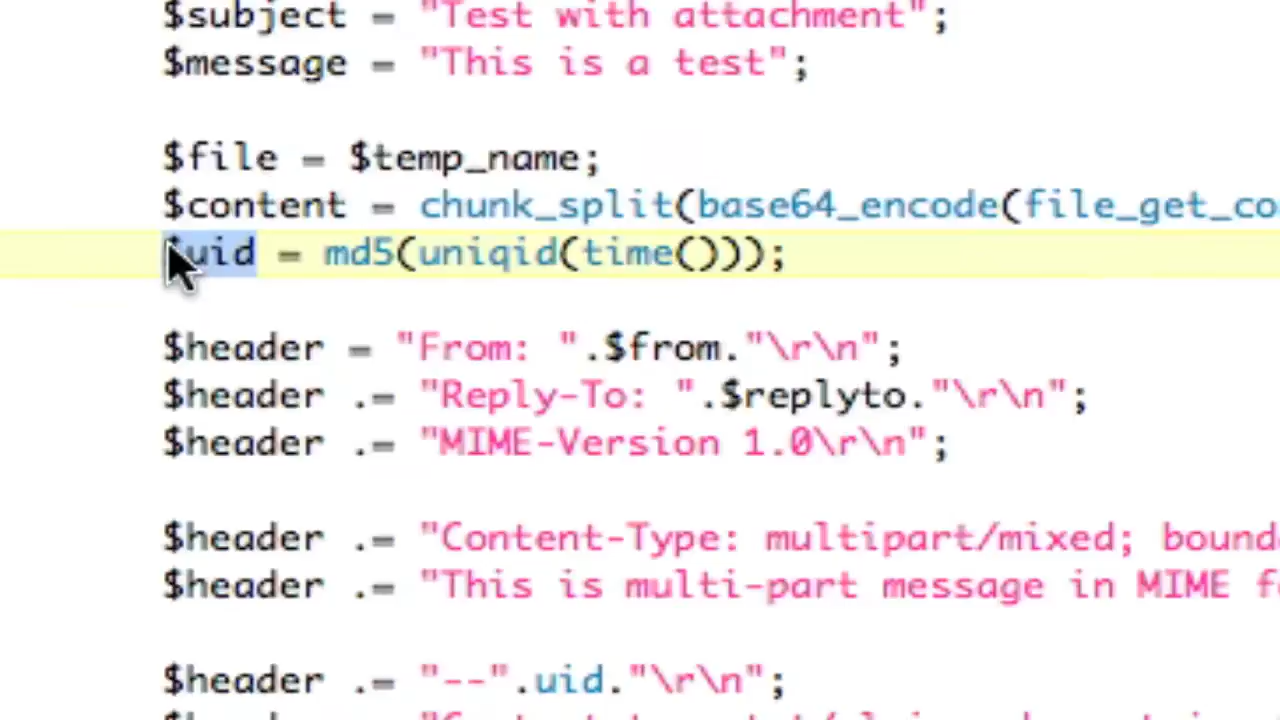 $subject = "Test with attachment";
$message = "This is a test";
$file = $temp_name;
$content = chunk_split(base64_encode(file_get_co
$uid = md5(uniqid(time()));
$header = "From: ".$from."\r\n";
$header .= "Reply-To: ".$replyto."\r\n";
$header .= "MIME-Version 1.0\r\n";
$header .= "Content-Type: multipart/mixed; bound
$header .= "This is multi-part message in MIME f
$header .= "--".uid."\r\n";